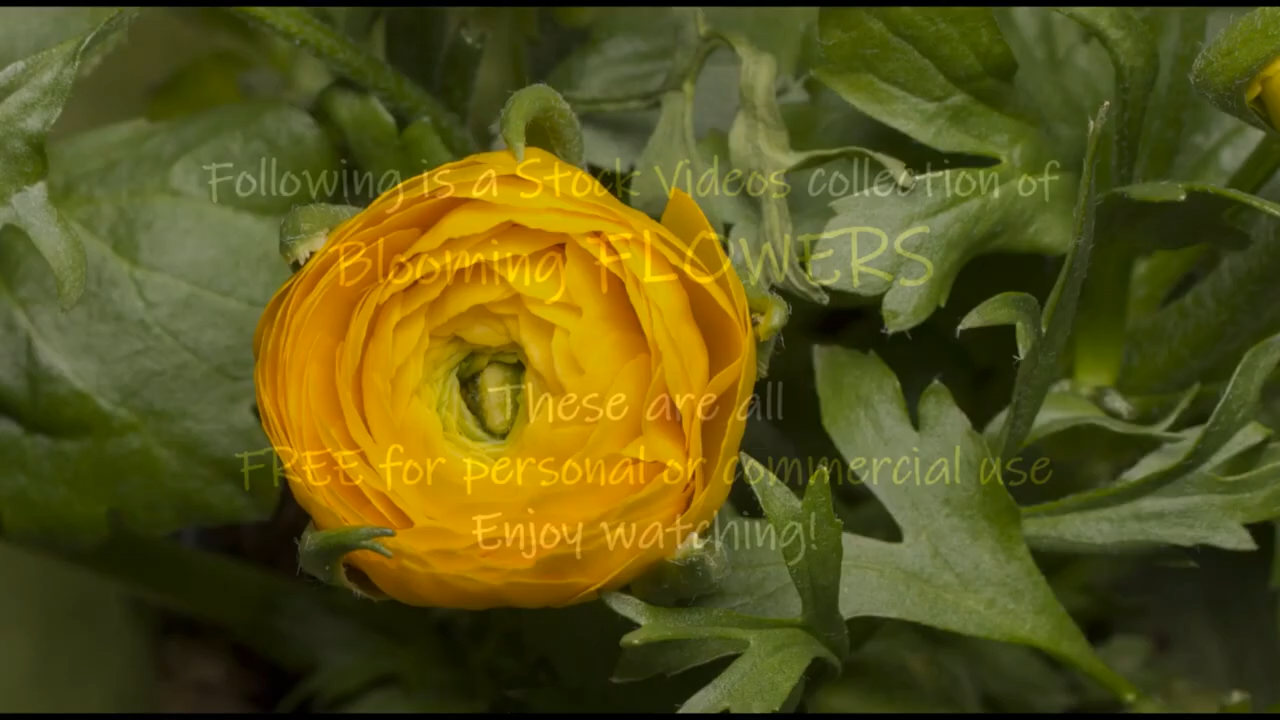 Following is a Stock Videos collection of
Blooming FLOWERS
These are all
FREE for personal or commercial use
Enjoy watching!